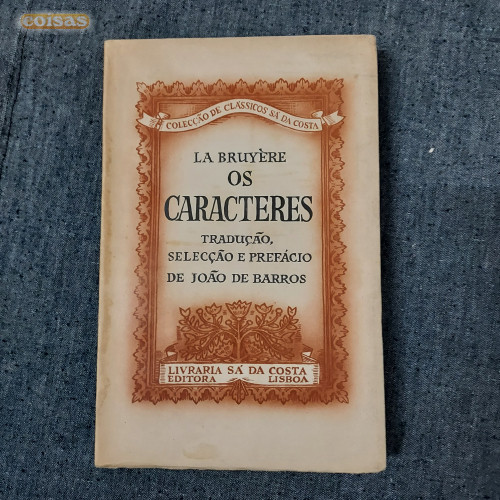 coisas
COLECÇÃO DE CLÁSSICOS SÁ DA COSTA
LA BRUYÈRE
OS
CARACTERES
TRADUÇÃO,
SELECÇÃO E PREFÁCIO
DE JOÃO DE BARROS
LIVRARIA SÁ DA COSTA
EDITORA LISBOA